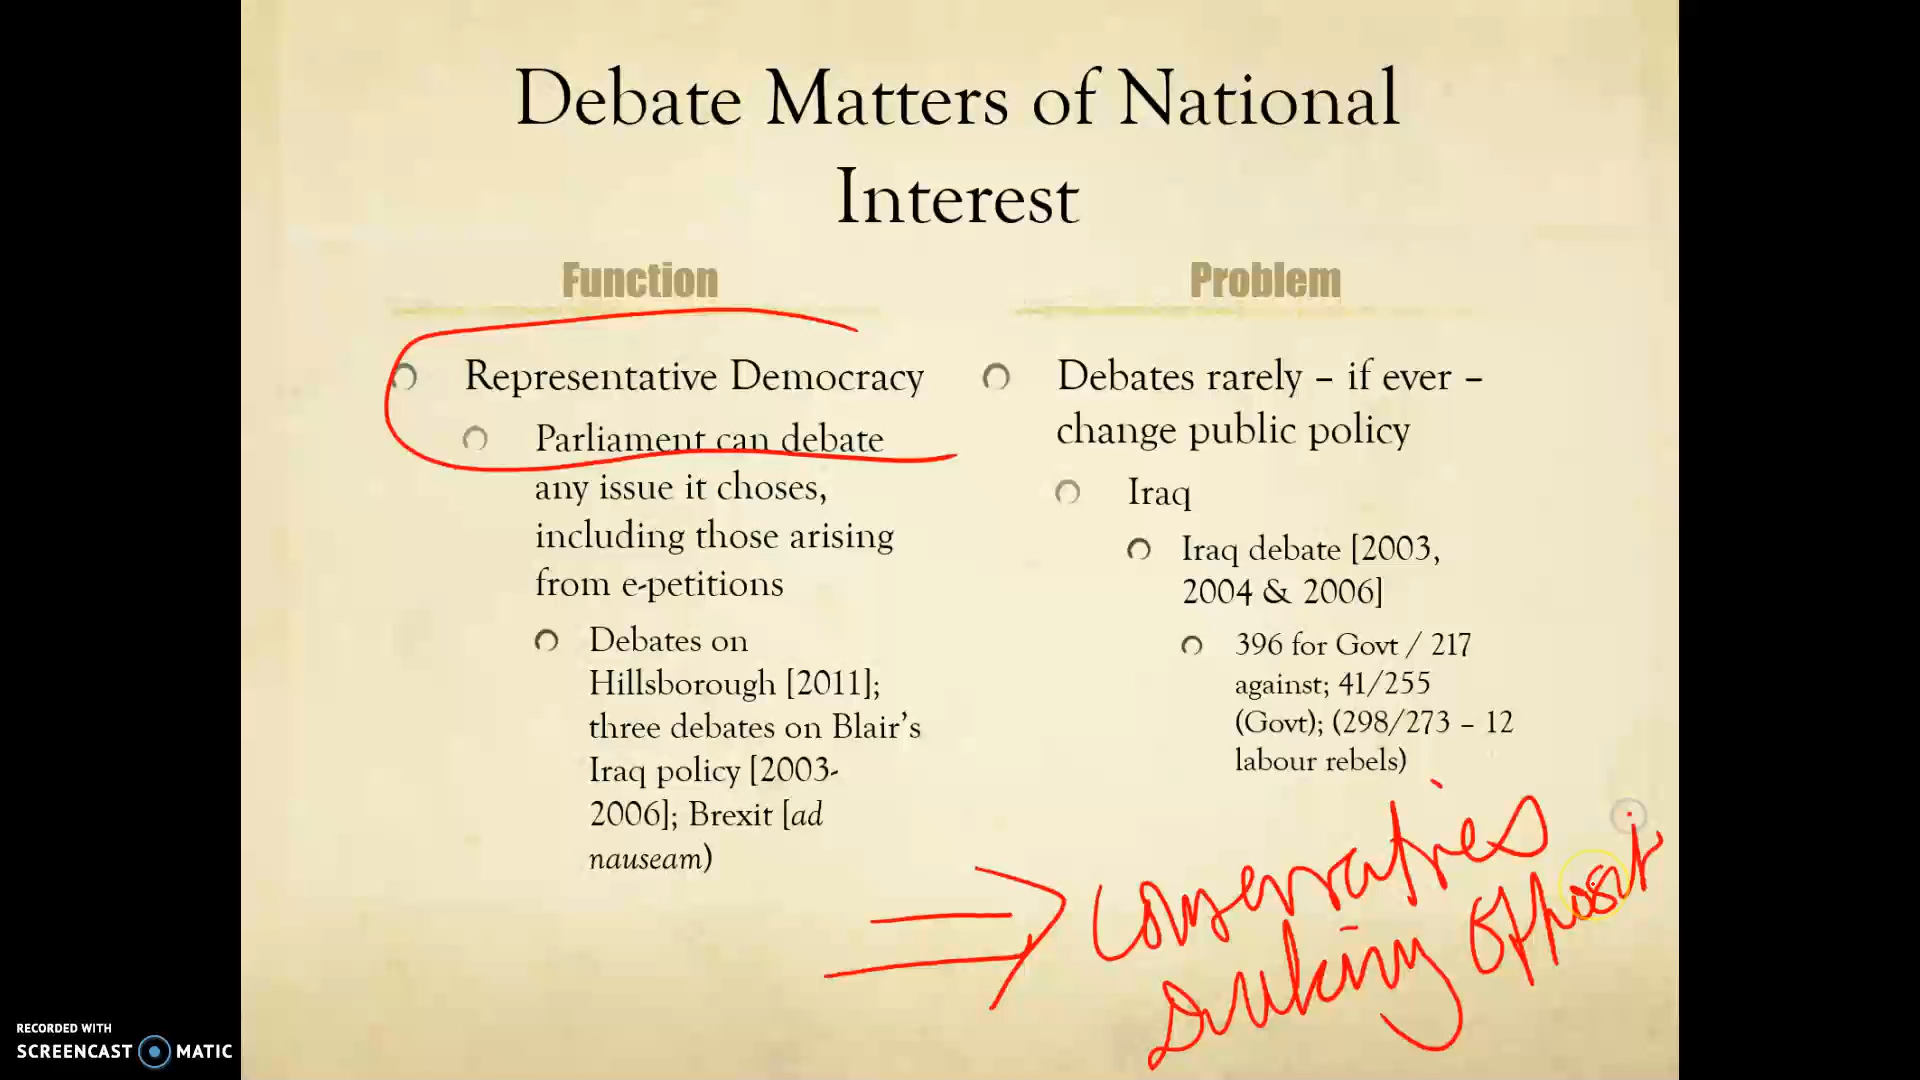 Debate Matters of National
Interest
Function
Representative Democracy
Parliament can debate
any issue it choses,
including those arising
from e-petitions
Debates on
Hillsborough [2011];
three debates on Blair's
Iraq policy [2003-
2006]; Brexit [ad
nauseam)
Problem
Debates rarely – if ever –
change public policy
Iraq
Iraq debate [2003,
2004 & 2006]
396 for Govt / 217
against; 41/255
(Govt); (298/273 – 12
labour rebels)
Conservatives
opposit
RECORDED WITH
SCREENCAST MATIC